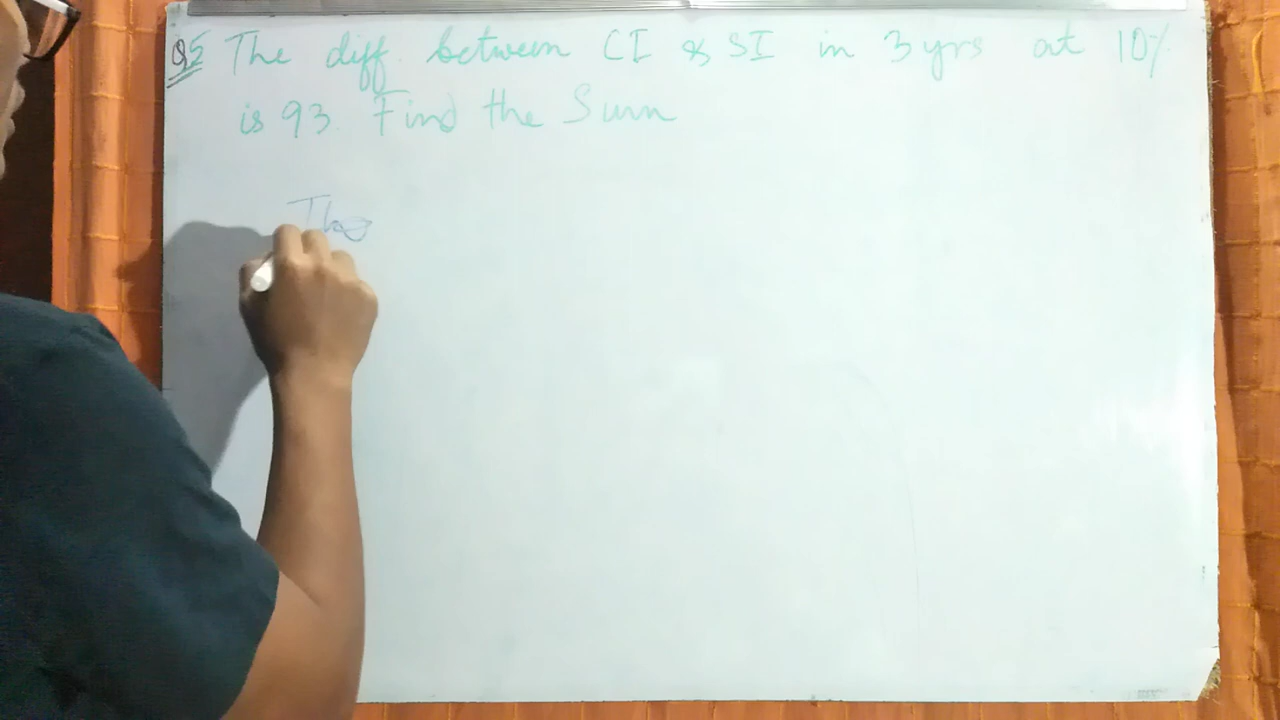 Q5 The diff. between CI & SI in 3 yrs at 10%
is 93. Find the Sum
The